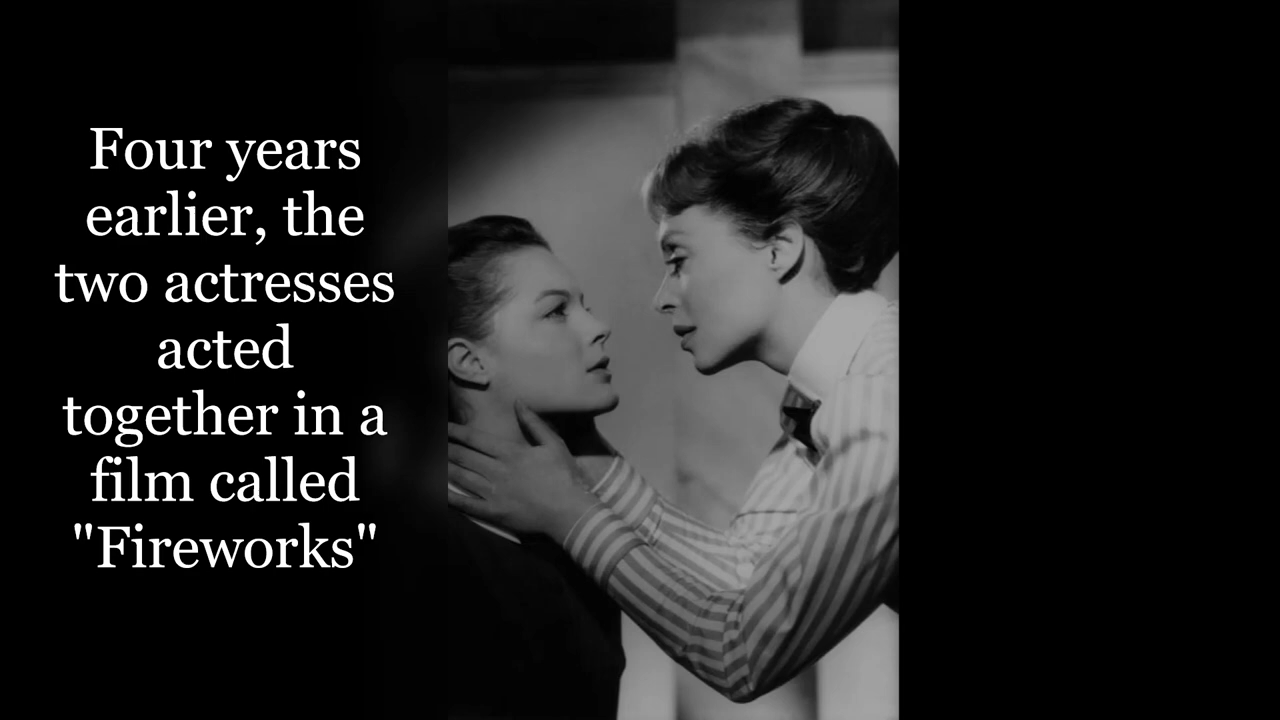 Four years
earlier, the
two actresses
acted
together in a
film called
"Fireworks"